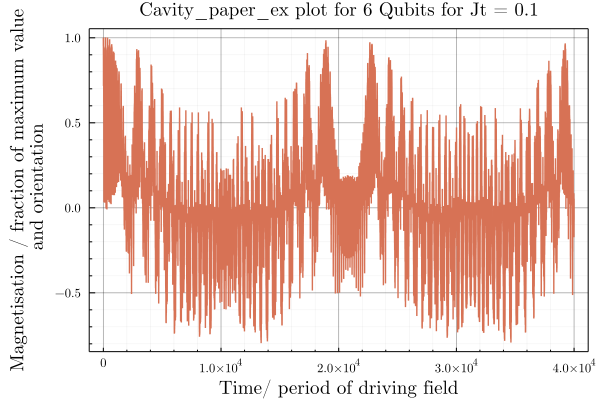 Cavity_paper_ex plot for 6 Qubits for Jt = 0.1
Magnetisation / fraction of maximum value
and orientation
1.0
0.5
0.0
−0.5
0 1.0×10⁴ 2.0×10⁴ 3.0×10⁴ 4.0×10⁴
Time/ period of driving field